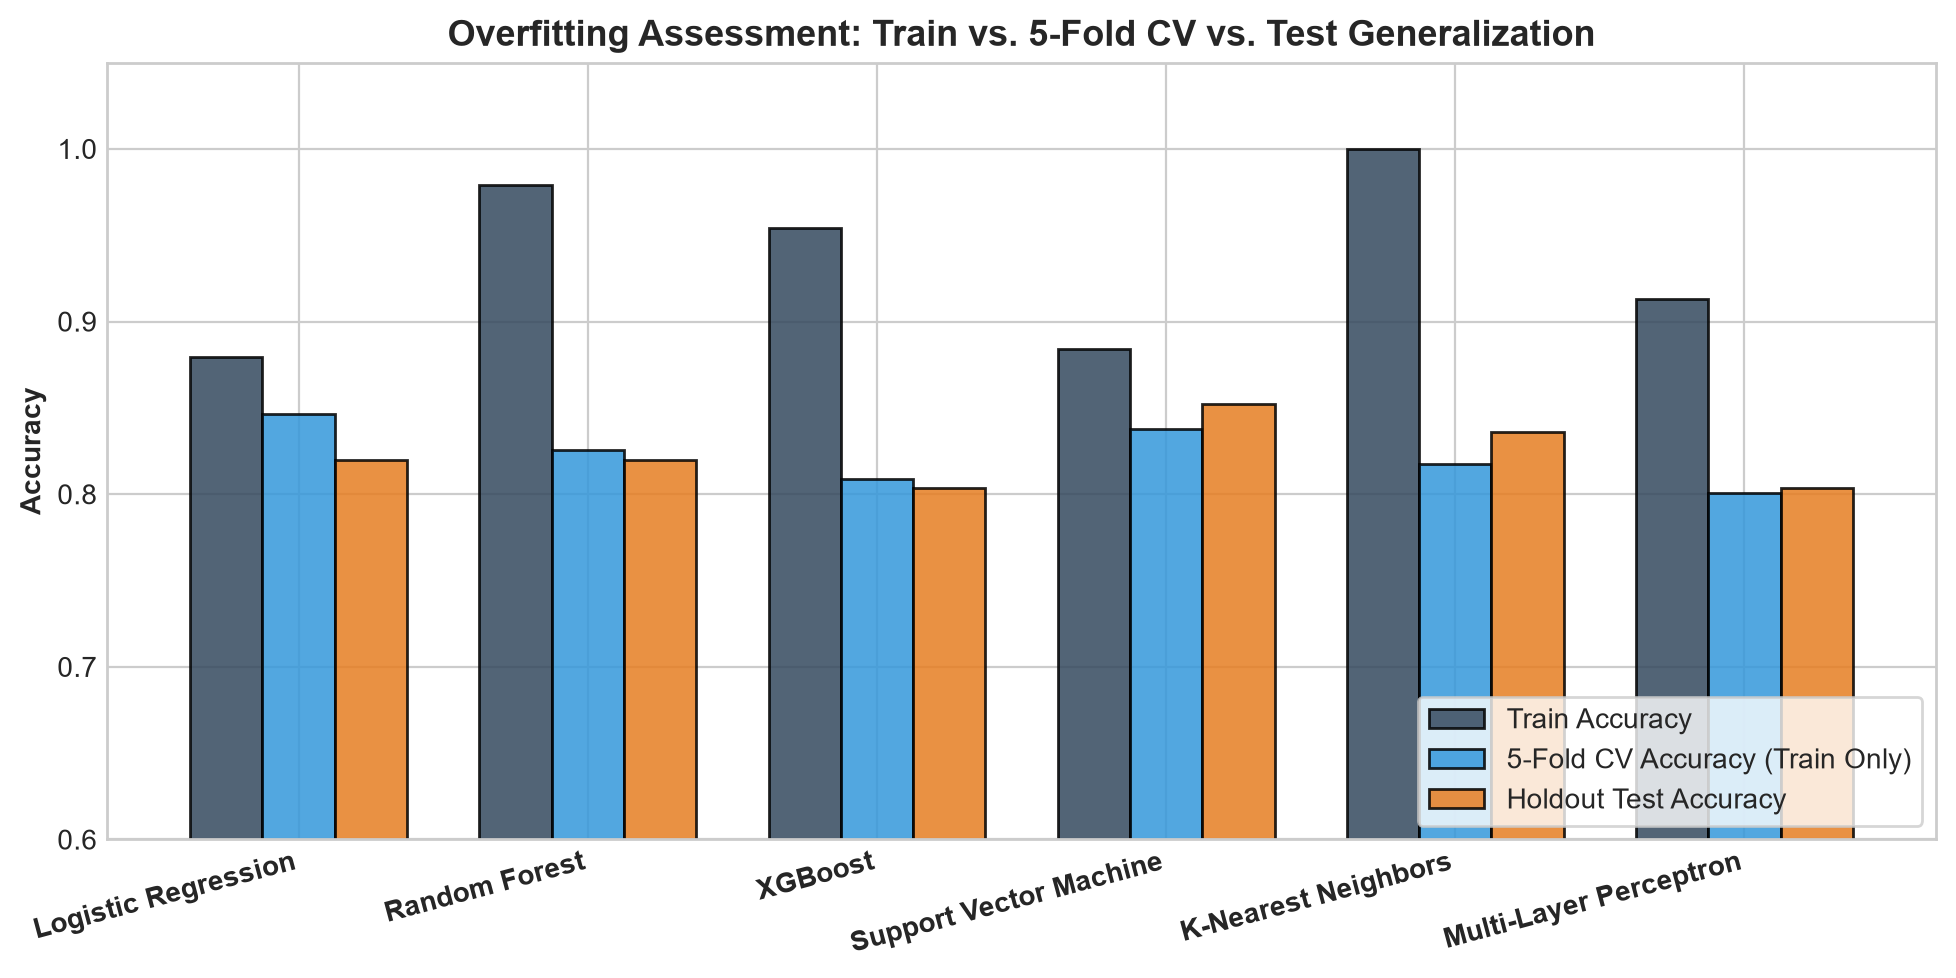 Overfitting Assessment: Train vs. 5-Fold CV vs. Test Generalization
Accuracy
1.0
0.9
0.8
0.7
0.6
Train Accuracy
5-Fold CV Accuracy (Train Only)
Holdout Test Accuracy
Logistic Regression
Random Forest
XGBoost
Support Vector Machine
K-Nearest Neighbors
Multi-Layer Perceptron